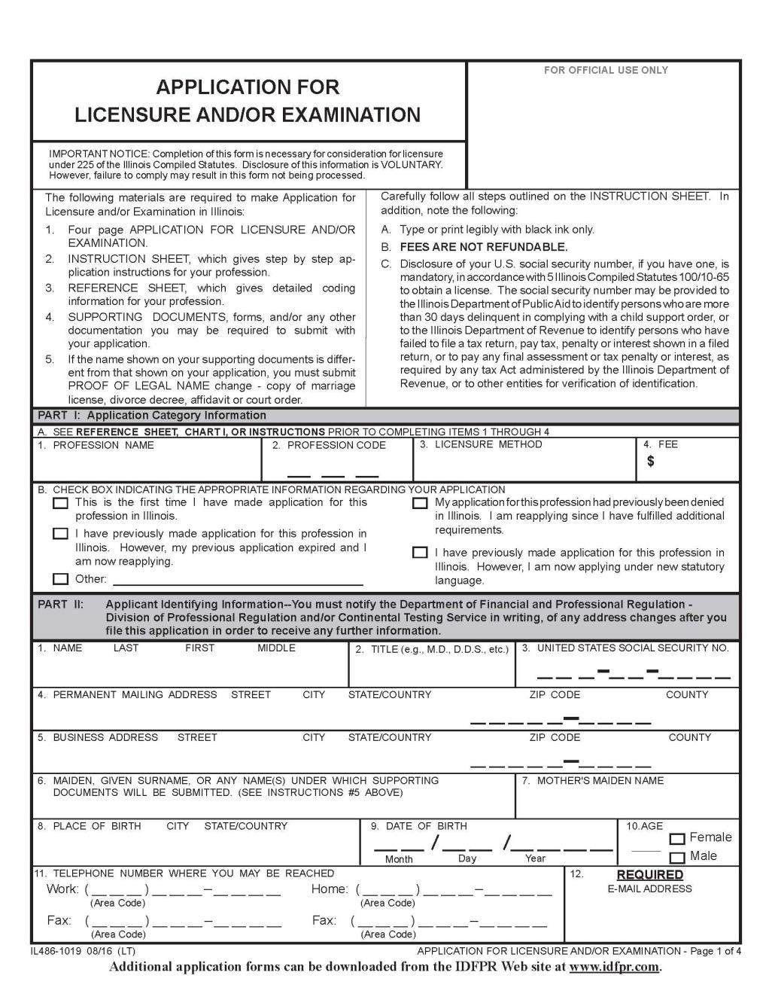 FOR OFFICIAL USE ONLY
APPLICATION FOR
LICENSURE AND/OR EXAMINATION
IMPORTANT NOTICE: Completion of this form is necessary for consideration for licensure
under 225 of the Illinois Compiled Statutes. Disclosure of this information is VOLUNTARY.
However, failure to comply may result in this form not being processed.
The following materials are required to make Application for
Licensure and/or Examination in Illinois:
1. Four page APPLICATION FOR LICENSURE AND/OR
EXAMINATION.
2. INSTRUCTION SHEET, which gives step by step ap-
plication instructions for your profession.
3. REFERENCE SHEET, which gives detailed coding
information for your profession.
4. SUPPORTING DOCUMENTS, forms, and/or any other
documentation you may be required to submit with
your application.
5. If the name shown on your supporting documents is differ-
ent from that shown on your application, you must submit
PROOF OF LEGAL NAME change - copy of marriage
license, divorce decree, affidavit or court order.
Carefully follow all steps outlined on the INSTRUCTION SHEET. In
addition, note the following:
A. Type or print legibly with black ink only.
B. FEES ARE NOT REFUNDABLE.
C. Disclosure of your U.S. social security number, if you have one, is
mandatory, in accordance with 5 Illinois Compiled Statutes 100/10-65
to obtain a license. The social security number may be provided to
the Illinois Department of Public Aid to identify persons who are more
than 30 days delinquent in complying with a child support order, or
to the Illinois Department of Revenue to identify persons who have
failed to file a tax return, pay tax, penalty or interest shown in a filed
return, or to pay any final assessment or tax penalty or interest, as
required by any tax Act administered by the Illinois Department of
Revenue, or to other entities for verification of identification.
PART I: Application Category Information
A. SEE REFERENCE SHEET, CHART I, OR INSTRUCTIONS PRIOR TO COMPLETING ITEMS 1 THROUGH 4
1. PROFESSION NAME 2. PROFESSION CODE 3. LICENSURE METHOD 4. FEE
$
B. CHECK BOX INDICATING THE APPROPRIATE INFORMATION REGARDING YOUR APPLICATION
This is the first time I have made application for this
profession in Illinois.
I have previously made application for this profession in
Illinois. However, my previous application expired and I
am now reapplying.
Other:
My application for this profession had previously been denied
in Illinois. I am reapplying since I have fulfilled additional
requirements.
I have previously made application for this profession in
Illinois. However, I am now applying under new statutory
language.
PART II: Applicant Identifying Information--You must notify the Department of Financial and Professional Regulation -
Division of Professional Regulation and/or Continental Testing Service in writing, of any address changes after you
file this application in order to receive any further information.
1. NAME LAST FIRST MIDDLE 2. TITLE (e.g., M.D., D.D.S., etc.) 3. UNITED STATES SOCIAL SECURITY NO.
4. PERMANENT MAILING ADDRESS STREET CITY STATE/COUNTRY ZIP CODE COUNTY
5. BUSINESS ADDRESS STREET CITY STATE/COUNTRY ZIP CODE COUNTY
6. MAIDEN, GIVEN SURNAME, OR ANY NAME(S) UNDER WHICH SUPPORTING
DOCUMENTS WILL BE SUBMITTED. (SEE INSTRUCTIONS #5 ABOVE)
7. MOTHER'S MAIDEN NAME
8. PLACE OF BIRTH CITY STATE/COUNTRY 9. DATE OF BIRTH 10.AGE
/ /
Month Day Year
Female
Male
11. TELEPHONE NUMBER WHERE YOU MAY BE REACHED
Work: ( ) – Home: ( ) –
(Area Code) (Area Code)
Fax: ( ) – Fax: ( ) –
(Area Code) (Area Code)
12. REQUIRED
E-MAIL ADDRESS
IL486-1019 08/16 (LT) APPLICATION FOR LICENSURE AND/OR EXAMINATION - Page 1 of 4
Additional application forms can be downloaded from the IDFPR Web site at www.idfpr.com.